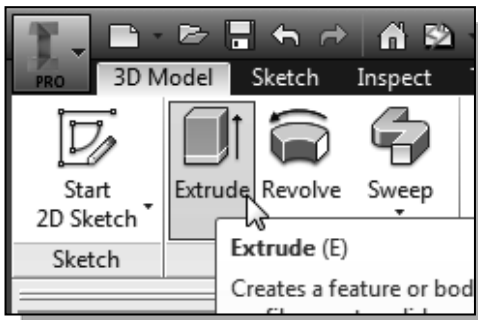 PRO
3D Model Sketch Inspect
Start
2D Sketch
Extrude Revolve Sweep
Sketch
Extrude (E)
Creates a feature or bod